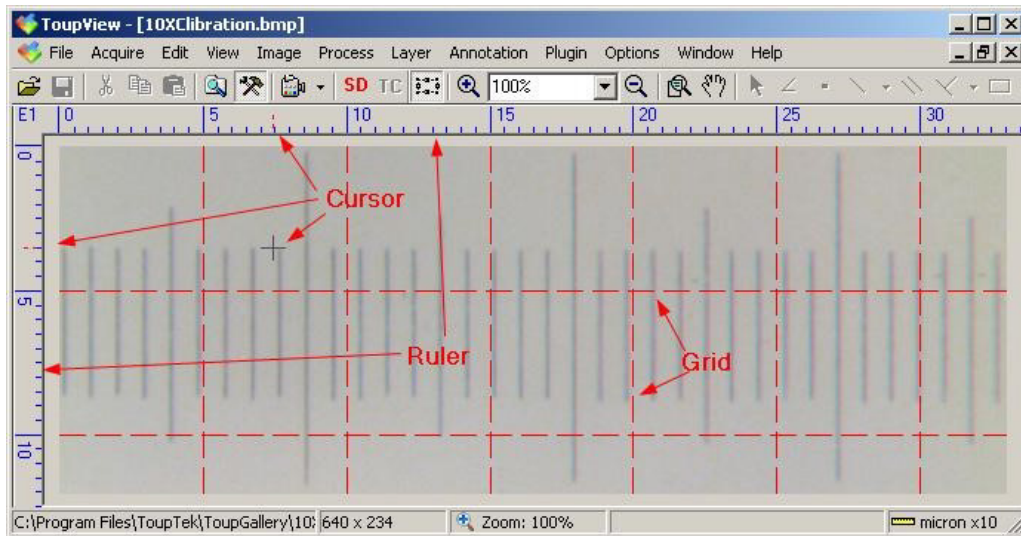 ToupView - [10XClibration.bmp]
File Acquire Edit View Image Process Layer Annotation Plugin Options Window Help
SD TC 100%
E1 0 5 10 15 20 25 30
0
Cursor
5
Ruler
Grid
10
C:\Program Files\ToupTek\ToupGallery\10X 640 x 234 Zoom: 100% micron x10